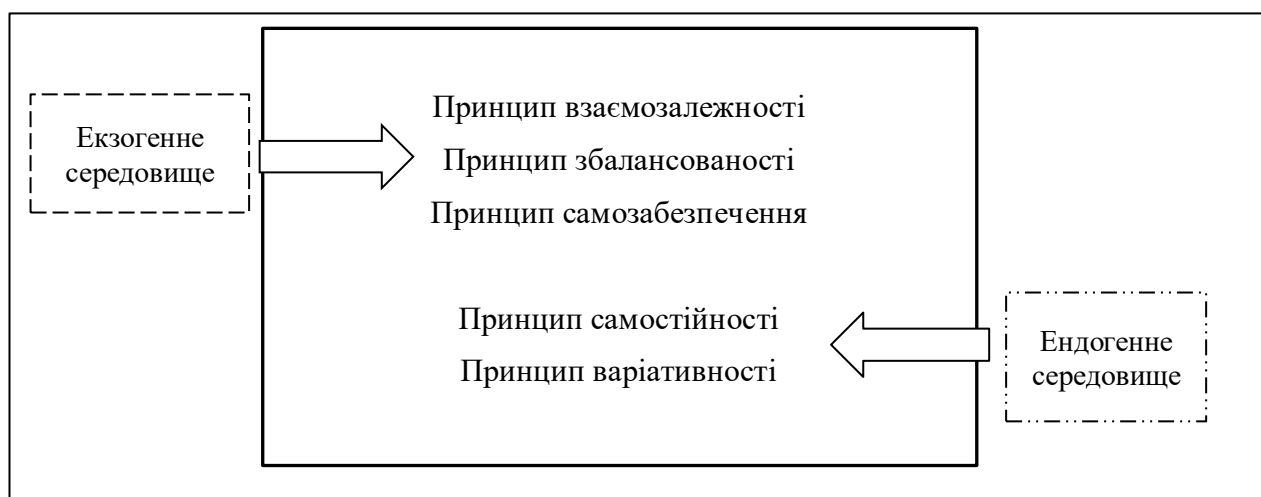 Екзогенне
середовище
Принцип взаємозалежності
Принцип збалансованості
Принцип самозабезпечення
Принцип самостійності
Принцип варіативності
Ендогенне
середовище